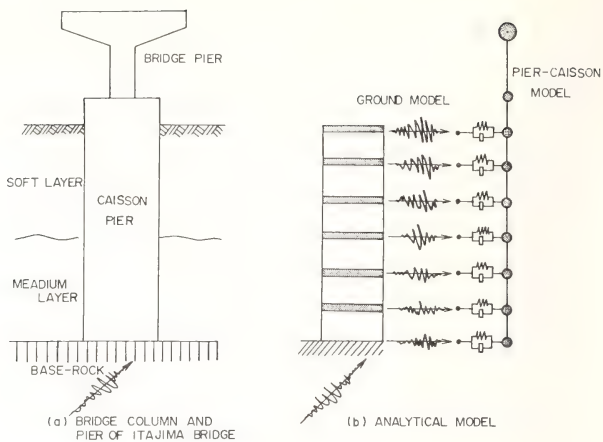 BRIDGE PIER
SOFT LAYER
CAISSON
PIER
MEADIUM
LAYER
BASE-ROCK
(a) BRIDGE COLUMN AND
PIER OF ITAJIMA BRIDGE
PIER-CAISSON
MODEL
GROUND MODEL
(b) ANALYTICAL MODEL